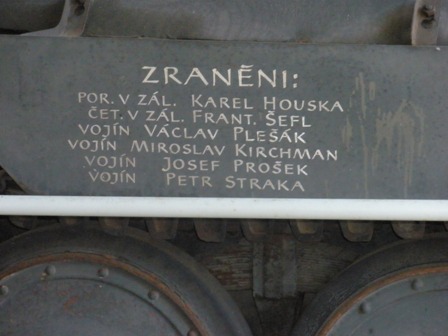 ZRANĚNI:
POR. V ZÁL. KAREL HOUSKA
ČET. V ZÁL. FRANT. ŠEFL
VOJÍN VÁCLAV PLEŠÁK
VOJÍN MIROSLAV KIRCHMAN
VOJÍN JOSEF PROŠEK
VOJÍN PETR STRAKA